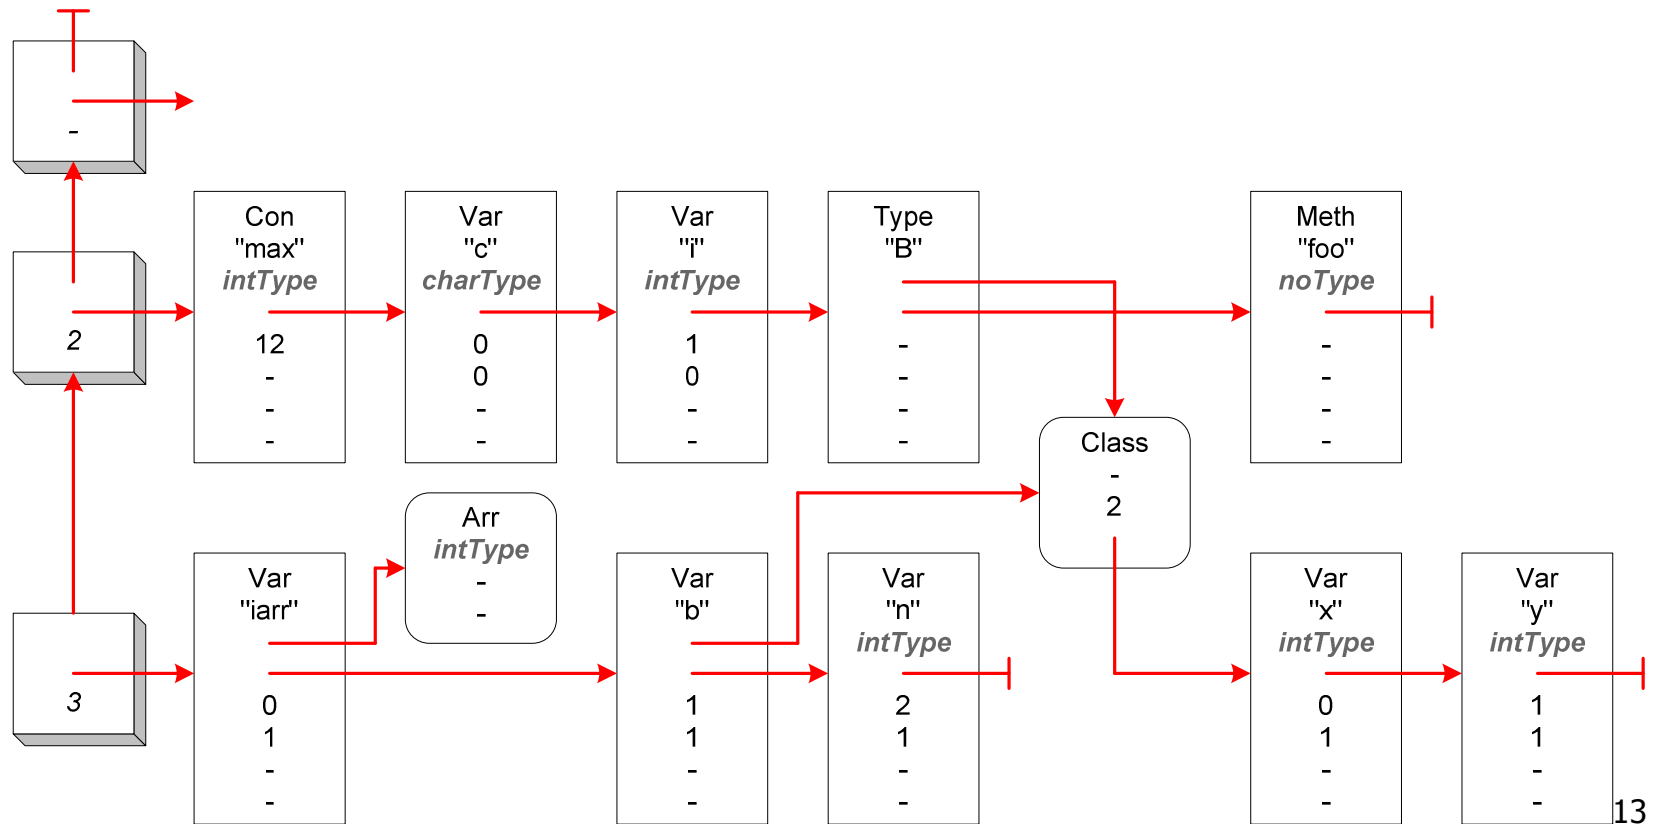 -
2
Con
"max"
intType
12
-
-
-
Var
"c"
charType
0
0
-
-
Var
"i"
intType
1
0
-
-
Type
"B"
-
-
-
-
Meth
"foo"
noType
-
-
-
-
Class
-
2
Arr
intType
-
-
3
Var
"iarr"
0
1
-
-
Var
"b"
1
1
-
-
Var
"n"
intType
2
1
-
-
Var
"x"
intType
0
1
-
-
Var
"y"
intType
1
1
-
-
13